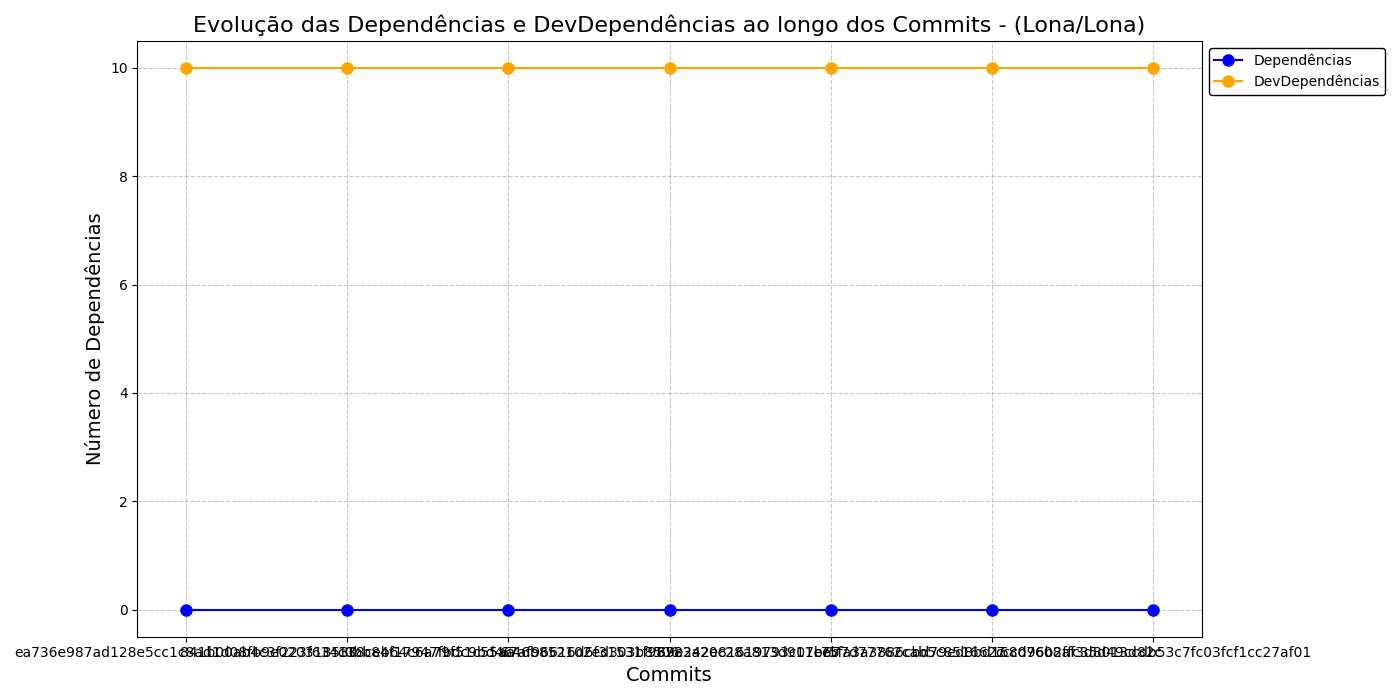 Evolução das Dependências e DevDependências ao longo dos Commits - (Lona/Lona)
Dependências
DevDependências
Número de Dependências
10
8
6
4
2
0
Commits